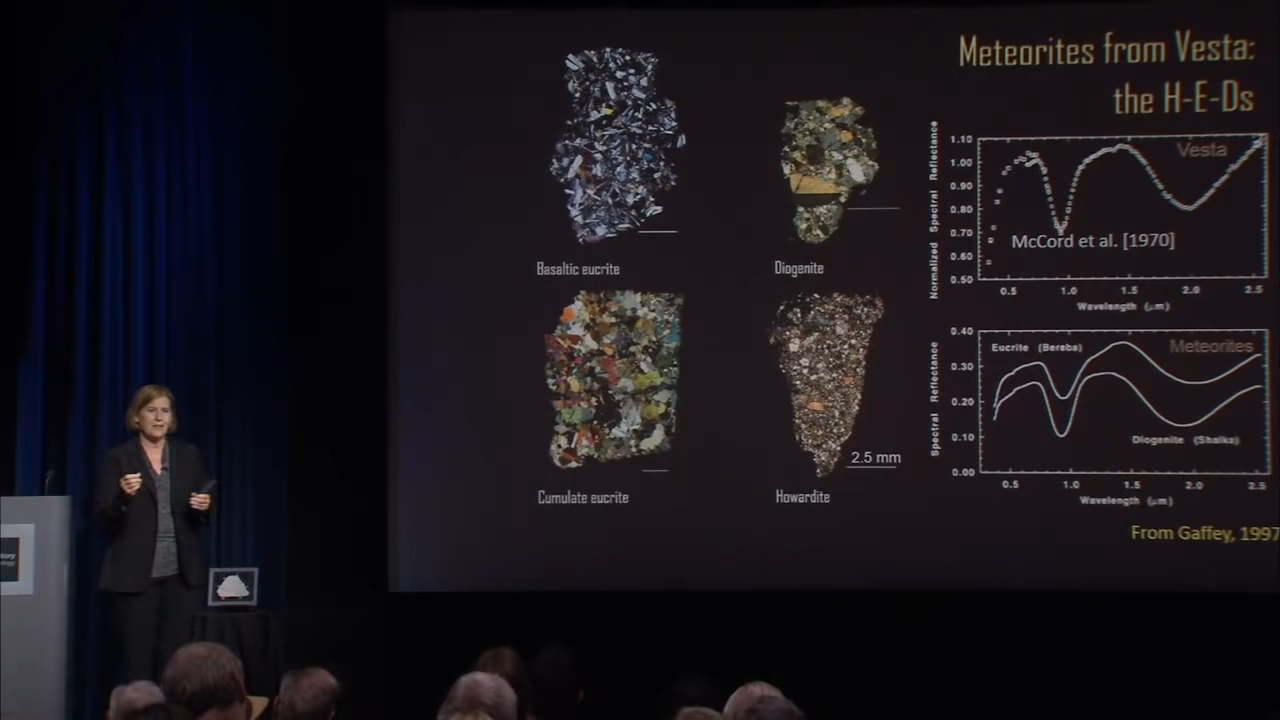 Meteorites from Vesta:
the H-E-Ds
Basaltic eucrite
Diogenite
Cumulate eucrite
2.5 mm
Howardite
Normalized Spectral Reflectance
1.10
1.00
0.90
0.80
0.70
0.60
0.50
Vesta
McCord et al. [1970]
0.5 1.0 1.5 2.0 2.5
Wavelength (µm)
Spectral Reflectance
0.40
0.30
0.20
0.10
0.00
Eucrite (Bereba)
Meteorites
Diogenite (Shalka)
0.5 1.0 1.5 2.0 2.5
Wavelength (µm)
From Gaffey, 1997